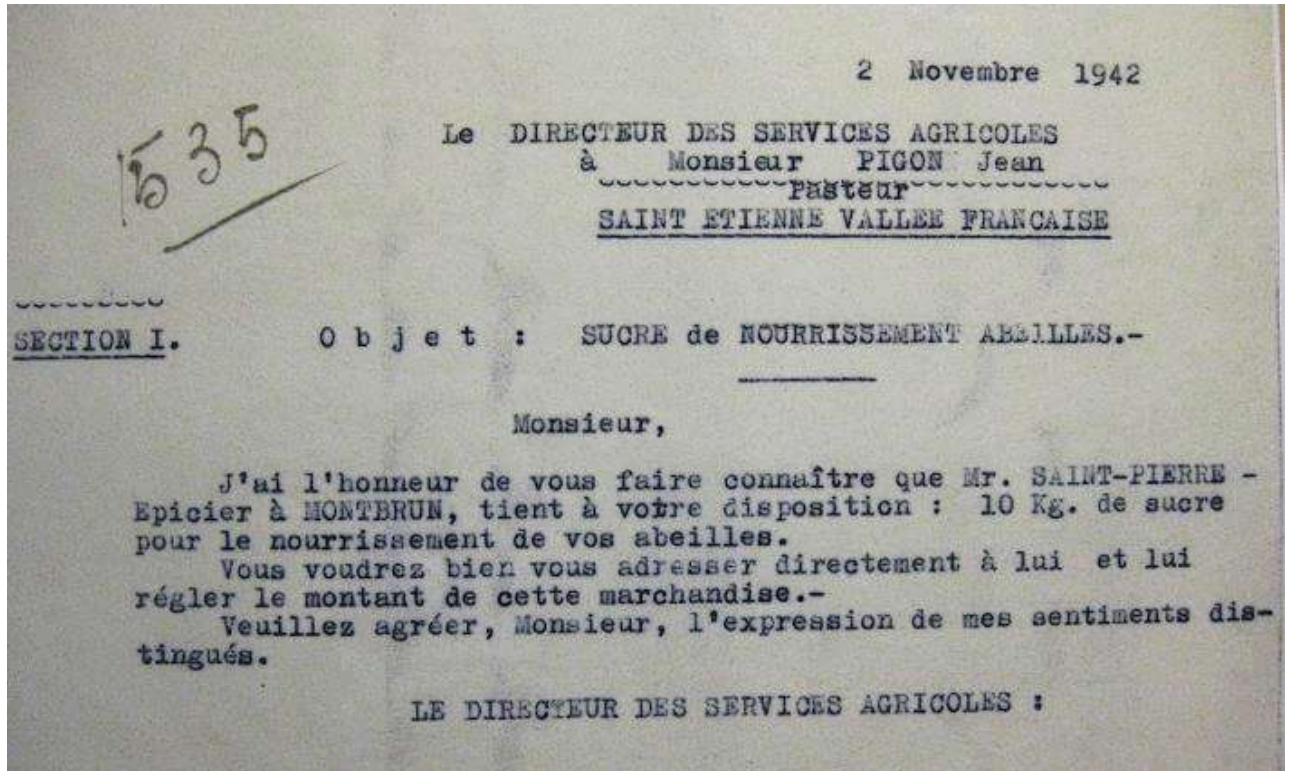 2 Novembre 1942
535
Le DIRECTEUR DES SERVICES AGRICOLES
à Monsieur PIGON Jean
Pasteur
SAINT ETIENNE VALLEE FRANCAISE
SECTION I. Objet : SUCRE de NOURRISSEMENT ABEILLES.-
Monsieur,
J'ai l'honneur de vous faire connaître que Mr. SAINT-PIERRE -
Epicier à MONTBRUN, tient à votre disposition : 10 Kg. de sucre
pour le nourrissement de vos abeilles.
Vous voudrez bien vous adresser directement à lui et lui
régler le montant de cette marchandise.-
Veuillez agréer, Monsieur, l'expression de mes sentiments dis-
tingués.
LE DIRECTEUR DES SERVICES AGRICOLES :